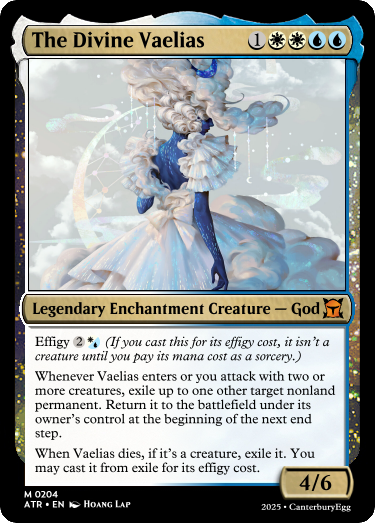 The Divine Vaelias 1
Legendary Enchantment Creature — God
Effigy 2 (If you cast this for its effigy cost, it isn't a
creature until you pay its mana cost as a sorcery.)
Whenever Vaelias enters or you attack with two or
more creatures, exile up to one other target nonland
permanent. Return it to the battlefield under its
owner's control at the beginning of the next end
step.
When Vaelias dies, if it's a creature, exile it. You
may cast it from exile for its effigy cost.
4/6
M 0204
ATR • EN Hoang Lap
2025 • CanterburyEgg